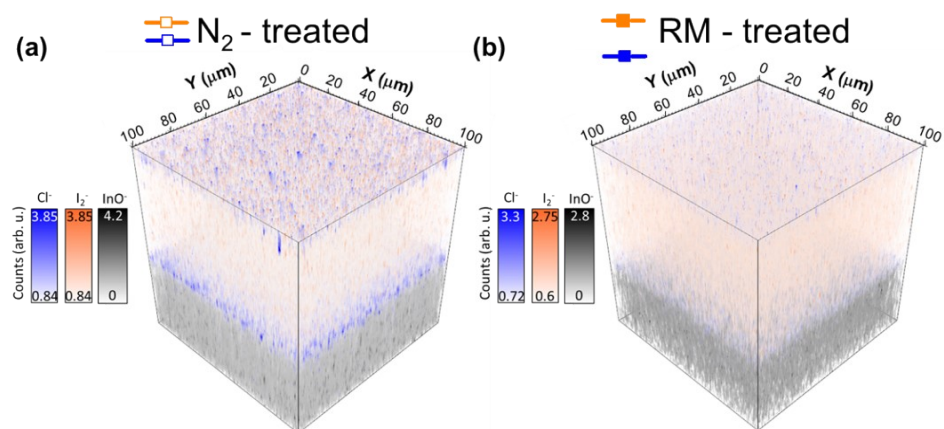 (a) N₂ - treated
Y (μm)
X (μm)
100 80 60 40 20 0 20 40 60 80 100
Counts (arb. u.)
Cl⁻ I₂⁻ InO⁻
3.85 3.85 4.2
0.84 0.84 0
(b) RM - treated
Y (μm)
X (μm)
100 80 60 40 20 0 20 40 60 80 100
Counts (arb. u.)
Cl⁻ I₂⁻ InO⁻
3.3 2.75 2.8
0.72 0.6 0